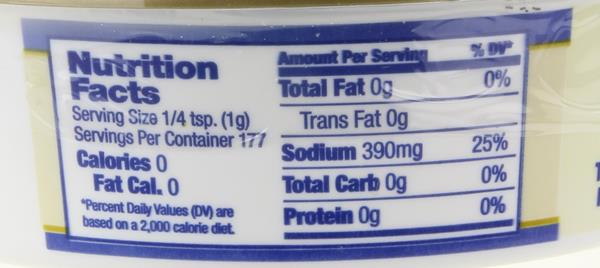 Nutrition
Facts
Serving Size 1/4 tsp. (1g)
Servings Per Container 177
Calories 0
Fat Cal. 0
*Percent Daily Values (DV) are
based on a 2,000 calorie diet.
Amount Per Serving % DV*
Total Fat 0g 0%
Trans Fat 0g
Sodium 390mg 25%
Total Carb 0g 0%
Protein 0g 0%